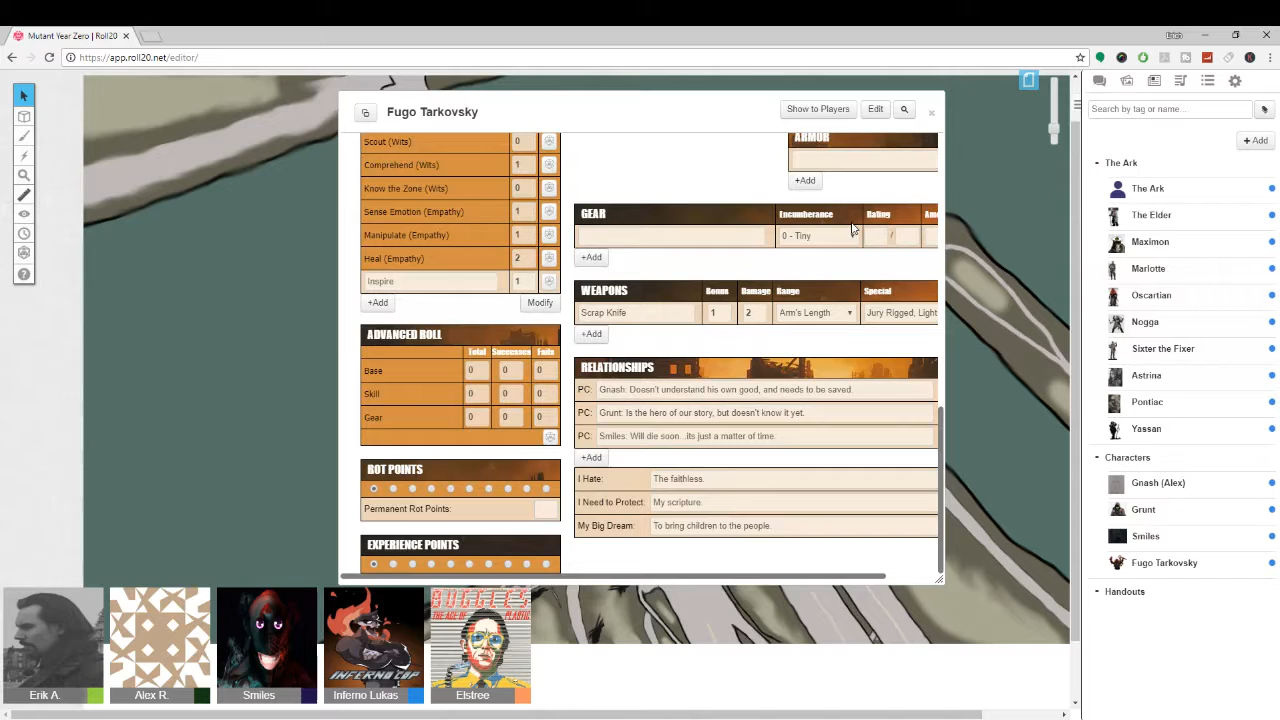 Mutant Year Zero | Roll20
https://app.roll20.net/editor/
Fugo Tarkovsky
Show to Players
Edit
Scout (Wits) 0
Comprehend (Wits) 1
Know the Zone (Wits) 0
Sense Emotion (Empathy) 1
Manipulate (Empathy) 1
Heal (Empathy) 2
Inspire 1
+Add
Modify
ADVANCED ROLL
Total Successes Fails
Base 0 0 0
Skill 0 0 0
Gear 0 0 0
ROT POINTS
Permanent Rot Points:
EXPERIENCE POINTS
ARMOR
+Add
GEAR Encumberance Rating
0 - Tiny /
+Add
WEAPONS Bonus Damage Range Special
Scrap Knife 1 2 Arm's Length Jury Rigged, Light
+Add
RELATIONSHIPS
PC: Gnash: Doesn't understand his own good, and needs to be saved.
PC: Grunt: Is the hero of our story, but doesn't know it yet.
PC: Smiles: Will die soon...its just a matter of time.
+Add
I Hate: The faithless.
I Need to Protect: My scripture.
My Big Dream: To bring children to the people.
Search by tag or name...
+ Add
The Ark
The Ark
The Elder
Maximon
Marlotte
Oscartian
Nogga
Sixter the Fixer
Astrina
Pontiac
Yassan
Characters
Gnash (Alex)
Grunt
Smiles
Fugo Tarkovsky
Handouts
INFERNO COP
BUGGLES
THE AGE OF PLASTIC
Erik A.
Alex R.
Smiles
Inferno Lukas
Elstree